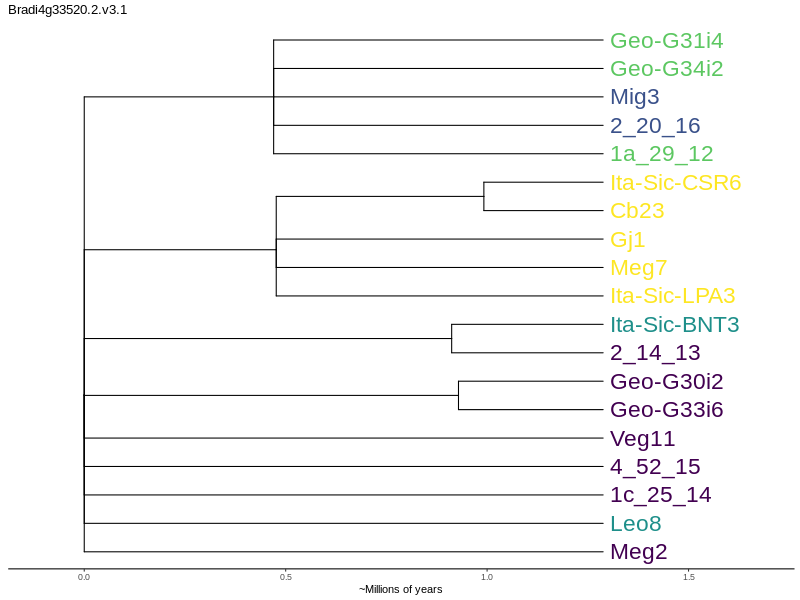 Bradi4g33520.2.v3.1
Geo-G31i4
Geo-G34i2
Mig3
2_20_16
1a_29_12
Ita-Sic-CSR6
Cb23
Gj1
Meg7
Ita-Sic-LPA3
Ita-Sic-BNT3
2_14_13
Geo-G30i2
Geo-G33i6
Veg11
4_52_15
1c_25_14
Leo8
Meg2
0.0 0.5 1.0 1.5
~Millions of years